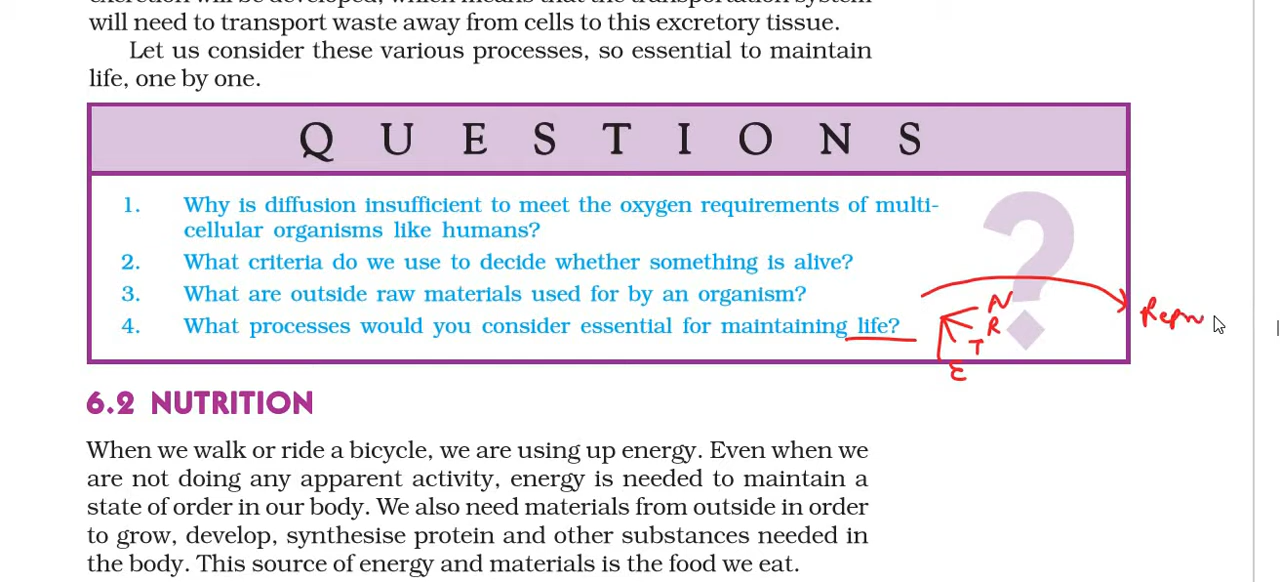 will need to transport waste away from cells to this excretory tissue.
Let us consider these various processes, so essential to maintain
life, one by one.
QUESTIONS
1. Why is diffusion insufficient to meet the oxygen requirements of multi-
cellular organisms like humans?
2. What criteria do we use to decide whether something is alive?
3. What are outside raw materials used for by an organism?
4. What processes would you consider essential for maintaining life?
N
R
T
E
Repr
?
6.2 NUTRITION
When we walk or ride a bicycle, we are using up energy. Even when we
are not doing any apparent activity, energy is needed to maintain a
state of order in our body. We also need materials from outside in order
to grow, develop, synthesise protein and other substances needed in
the body. This source of energy and materials is the food we eat.